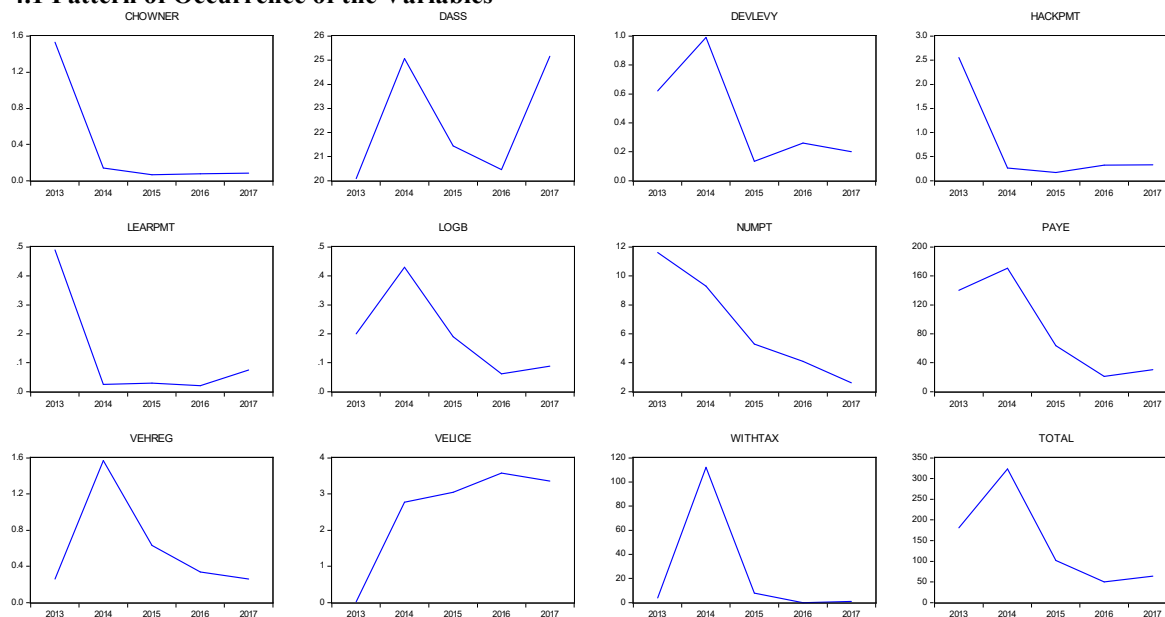 4.1 Pattern of Occurrence of the Variables
CHOWNER
1.6
1.2
0.8
0.4
0.0
2013 2014 2015 2016 2017
DASS
26
25
24
23
22
21
20
2013 2014 2015 2016 2017
DEVLEVY
1.0
0.8
0.6
0.4
0.2
0.0
2013 2014 2015 2016 2017
HACKPMT
3.0
2.5
2.0
1.5
1.0
0.5
0.0
2013 2014 2015 2016 2017
LEARPMT
.5
.4
.3
.2
.1
.0
2013 2014 2015 2016 2017
LOGB
.5
.4
.3
.2
.1
.0
2013 2014 2015 2016 2017
NUMPT
12
10
8
6
4
2
2013 2014 2015 2016 2017
PAYE
200
160
120
80
40
0
2013 2014 2015 2016 2017
VEHREG
1.6
1.2
0.8
0.4
0.0
2013 2014 2015 2016 2017
VELICE
4
3
2
1
0
2013 2014 2015 2016 2017
WITHTAX
120
100
80
60
40
20
0
2013 2014 2015 2016 2017
TOTAL
350
300
250
200
150
100
50
0
2013 2014 2015 2016 2017